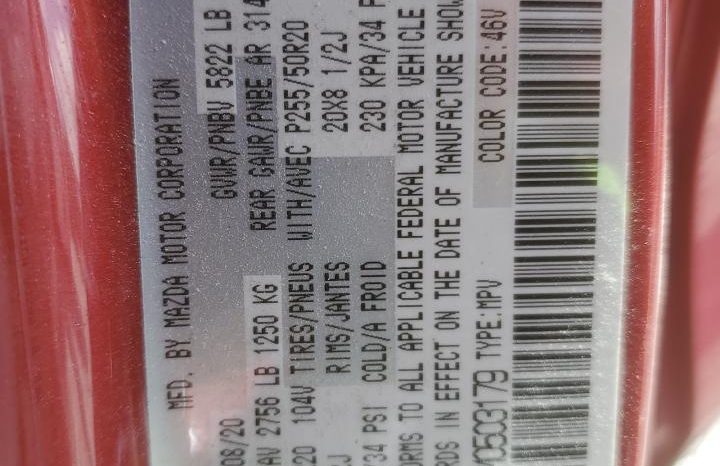 MFD. BY MAZDA MOTOR CORPORATION
08/20 GVWR/PNBV 5822 LB
AV 2756 LB 1250 KG REAR GAWR/PNBE AR 314
20 104V TIRES/PNEUS WITH/AVEC P255/50R20
2J RIMS/JANTES 20X8 1/2J
34 PSI COLD/A FROID 230 KPA/34 P
ORMS TO ALL APPLICABLE FEDERAL MOTOR VEHICLE
RDS IN EFFECT ON THE DATE OF MANUFACTURE SHOW
0503179 TYPE:MPV COLOR CODE:46V